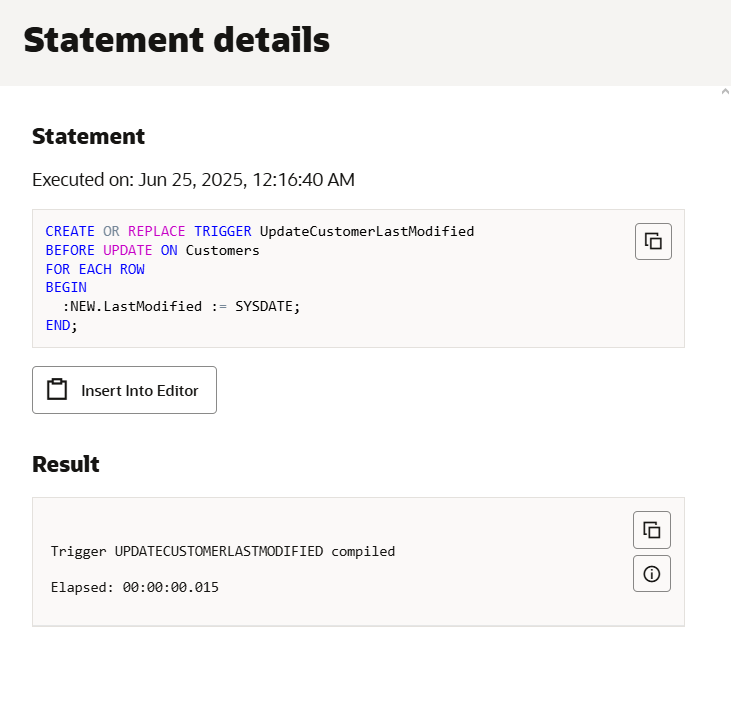 Statement details
Statement
Executed on: Jun 25, 2025, 12:16:40 AM
CREATE OR REPLACE TRIGGER UpdateCustomerLastModified
BEFORE UPDATE ON Customers
FOR EACH ROW
BEGIN
  :NEW.LastModified := SYSDATE;
END;
Insert Into Editor
Result
Trigger UPDATECUSTOMERLASTMODIFIED compiled
Elapsed: 00:00:00.015